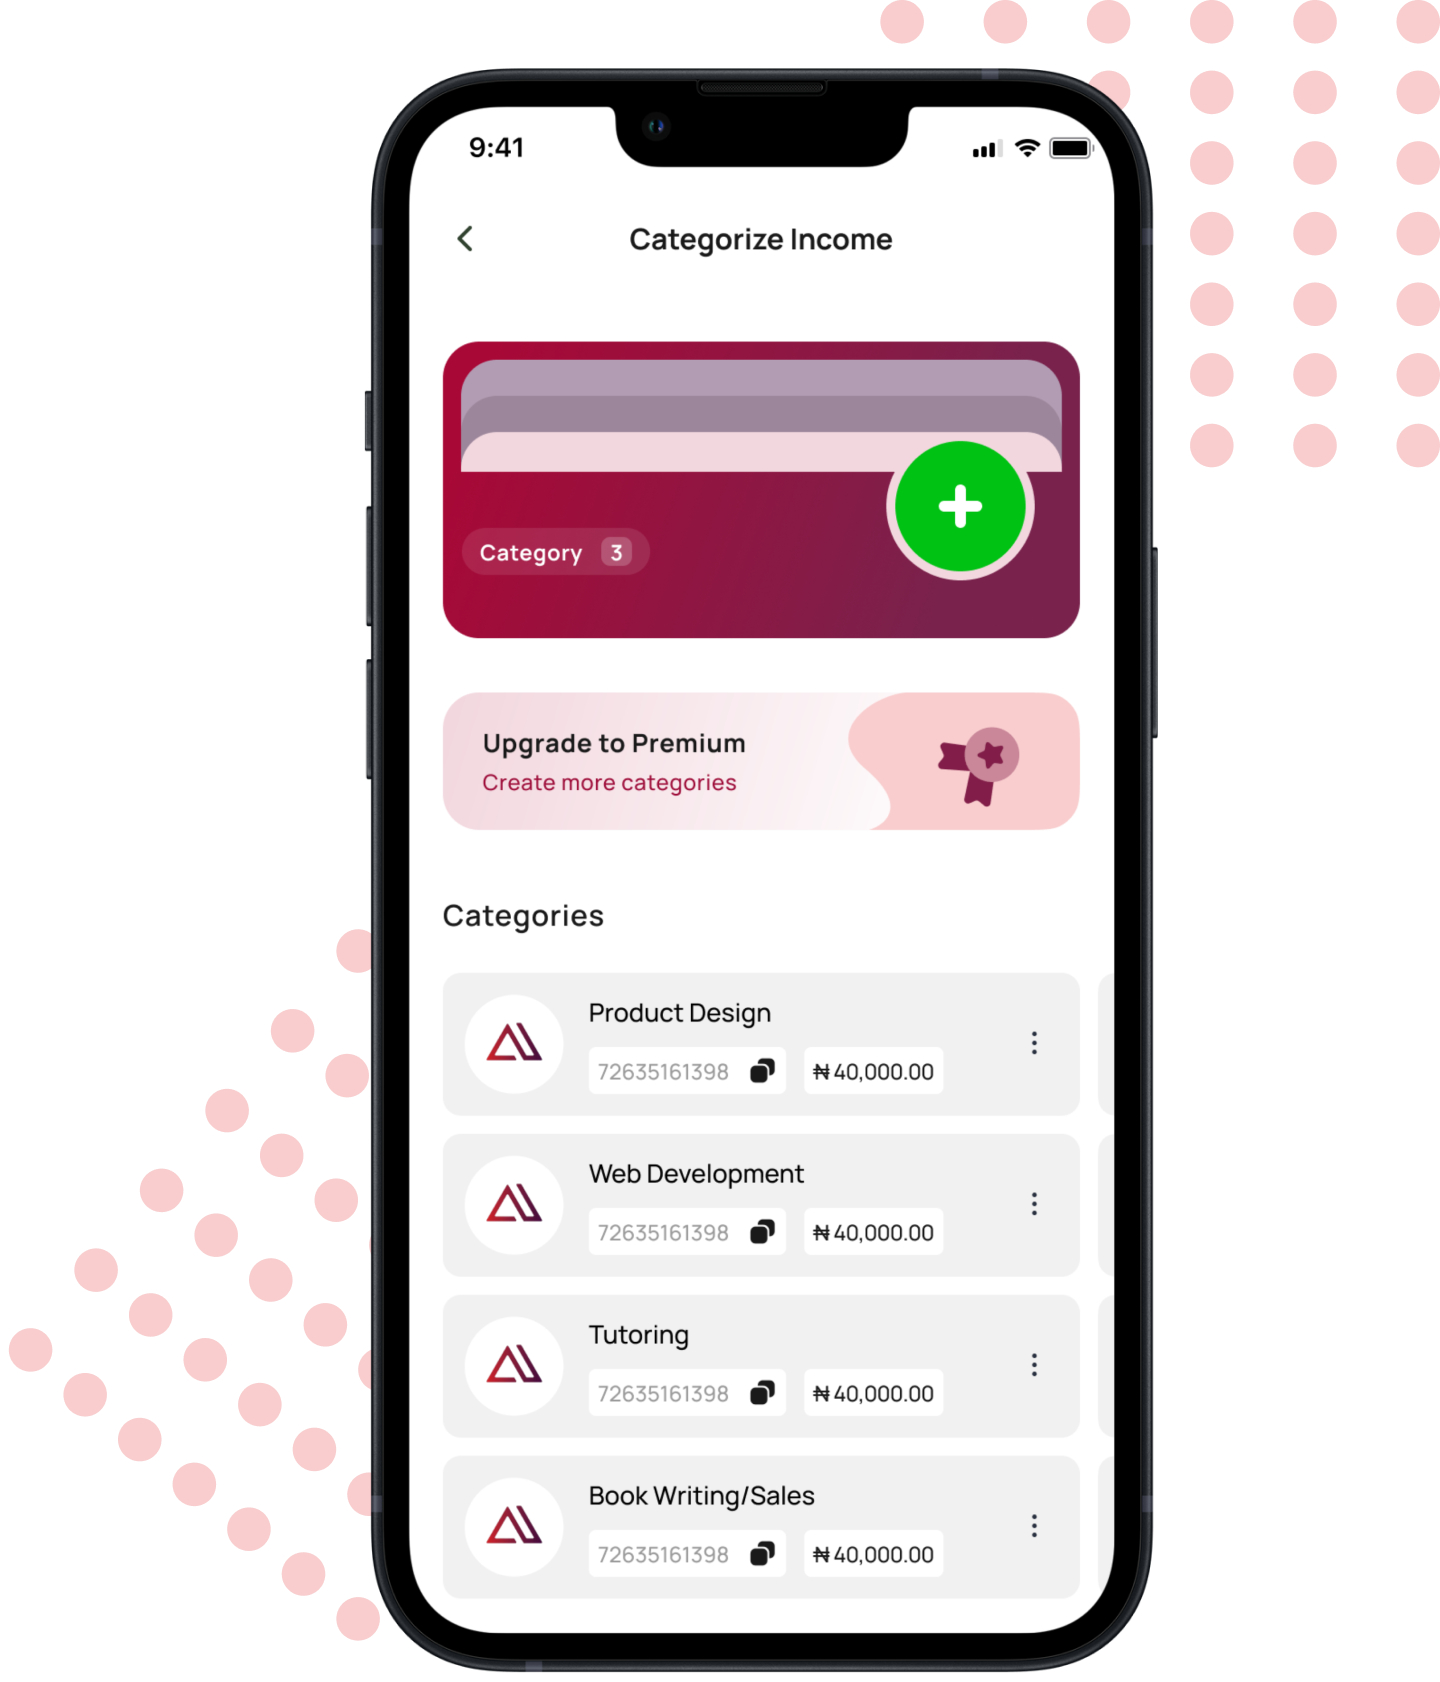 9:41
Categorize Income
Category 3
Upgrade to Premium
Create more categories
Categories
Product Design
72635161398 ₦40,000.00
Web Development
72635161398 ₦40,000.00
Tutoring
72635161398 ₦40,000.00
Book Writing/Sales
72635161398 ₦40,000.00